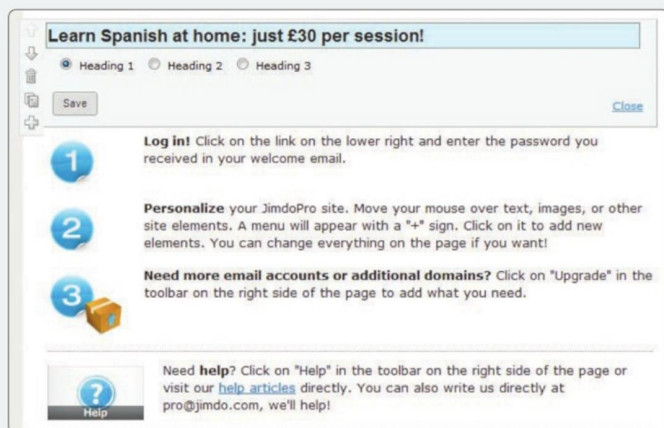 Learn Spanish at home: just £30 per session!
Heading 1 Heading 2 Heading 3
Save
Close
1
Log in! Click on the link on the lower right and enter the password you
received in your welcome email.
2
Personalize your JimdoPro site. Move your mouse over text, images, or other
site elements. A menu will appear with a "+" sign. Click on it to add new
elements. You can change everything on the page if you want!
3
Need more email accounts or additional domains? Click on "Upgrade" in the
toolbar on the right side of the page to add what you need.
?
Help
Need help? Click on "Help" in the toolbar on the right side of the page or
visit our help articles directly. You can also write us directly at
pro@jimdo.com, we'll help!